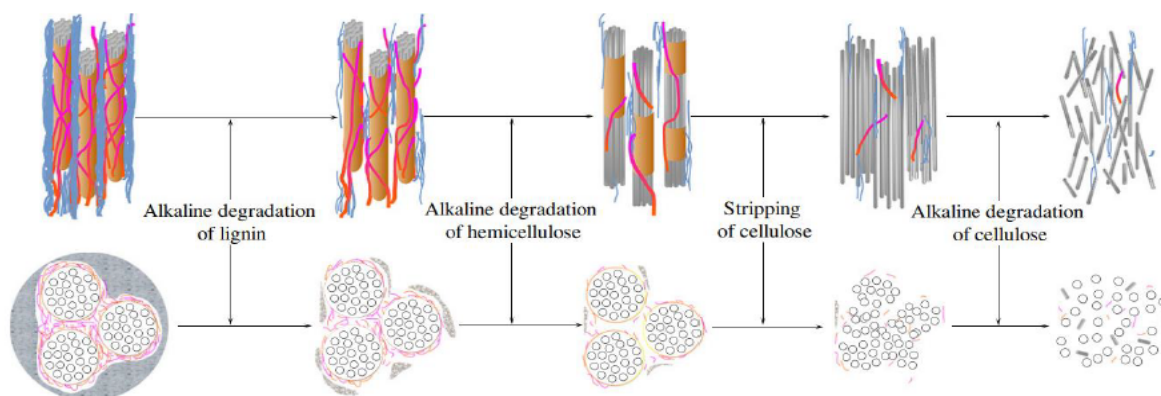 Alkaline degradation
of lignin
Alkaline degradation
of hemicellulose
Stripping
of cellulose
Alkaline degradation
of cellulose